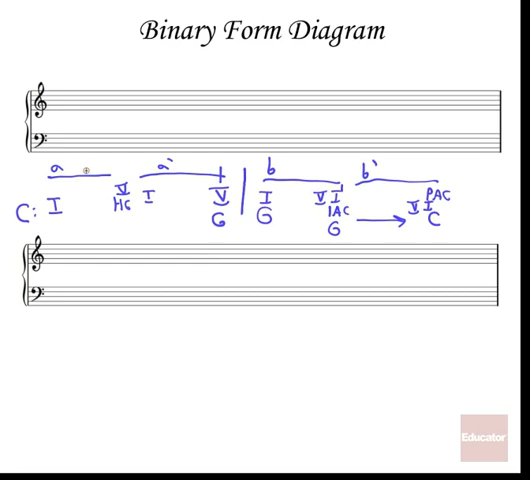 Binary Form Diagram
a a' b b'
C: I V I V I V I' V I PAC
HC G G IAC C
G
Educator